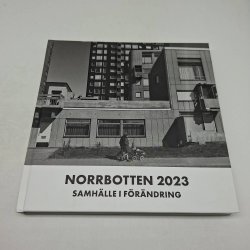 NORRBOTTEN 2023
SAMHÄLLE I FÖRÄNDRING